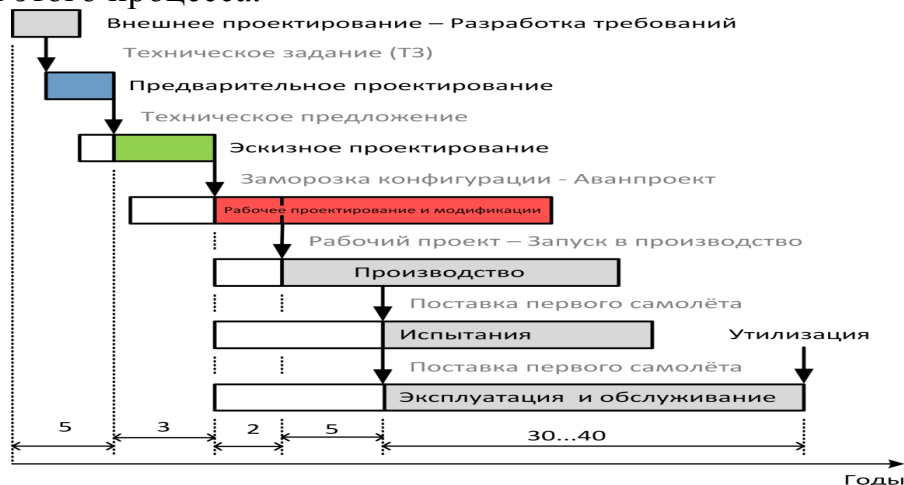 этого процесса.
Внешнее проектирование – Разработка требований
Техническое задание (ТЗ)
Предварительное проектирование
Техническое предложение
Эскизное проектирование
Заморозка конфигурации - Аванпроект
Рабочее проектирование и модификации
Рабочий проект – Запуск в производство
Производство
Поставка первого самолёта
Испытания
Утилизация
Поставка первого самолёта
Эксплуатация и обслуживание
5 3 2 5 30...40
Годы